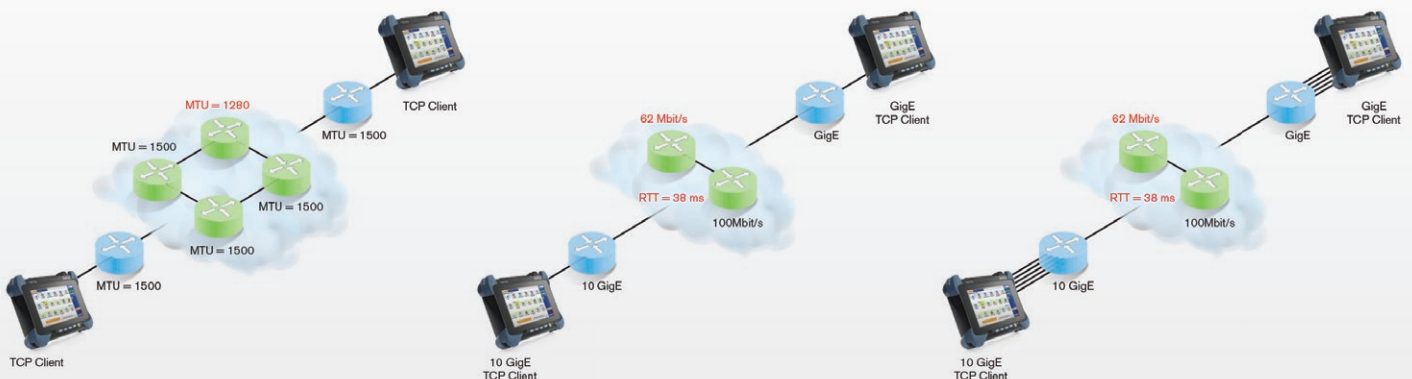 TCP Client
MTU = 1500
MTU = 1280
MTU = 1500
MTU = 1500
MTU = 1500
MTU = 1500
TCP Client
GigE
TCP Client
GigE
62 Mbit/s
RTT = 38 ms
100Mbit/s
10 GigE
10 GigE
TCP Client
GigE
TCP Client
GigE
62 Mbit/s
RTT = 38 ms
100Mbit/s
10 GigE
10 GigE
TCP Client